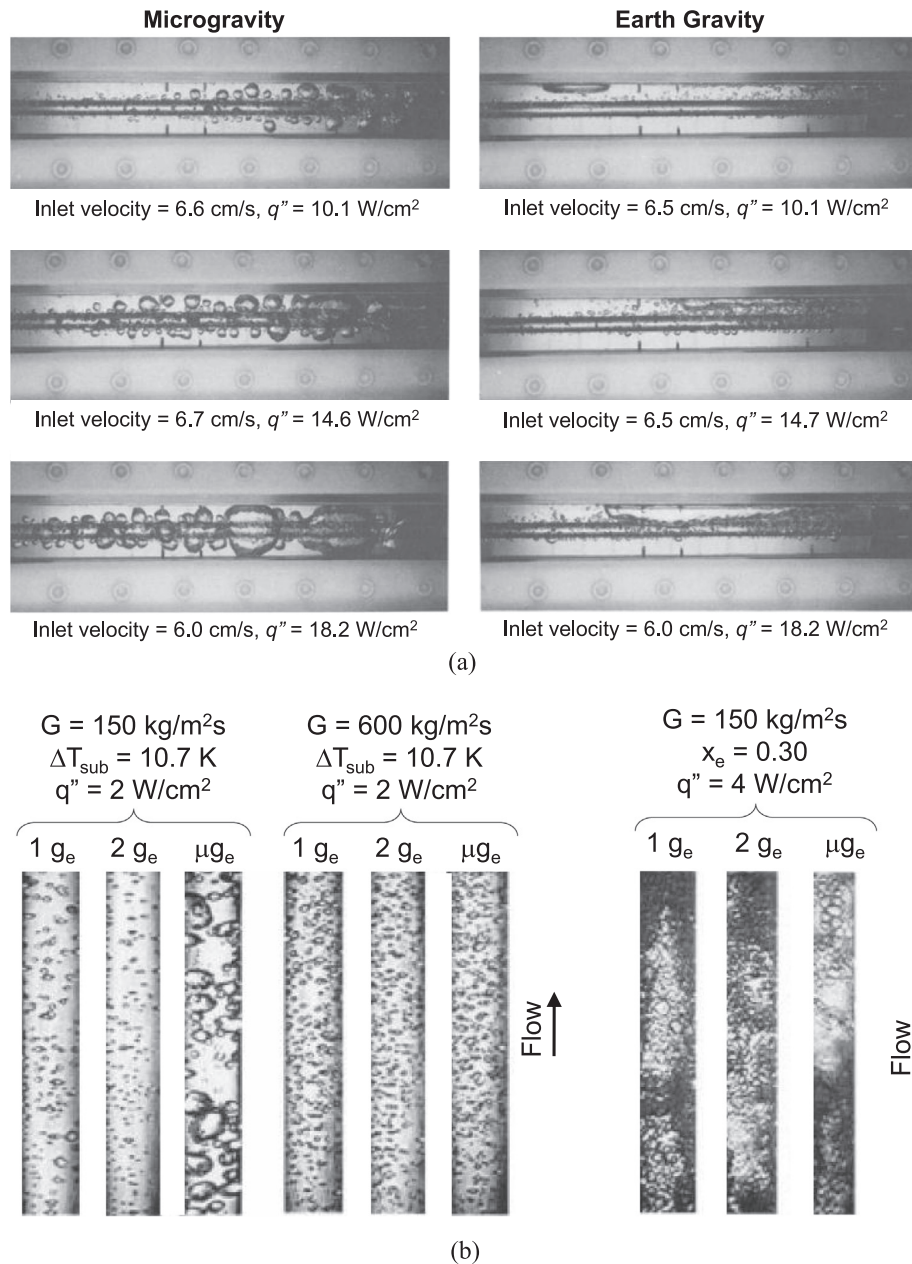 Microgravity
Earth Gravity
Inlet velocity = 6.6 cm/s, q” = 10.1 W/cm²
Inlet velocity = 6.5 cm/s, q” = 10.1 W/cm²
Inlet velocity = 6.7 cm/s, q” = 14.6 W/cm²
Inlet velocity = 6.5 cm/s, q” = 14.7 W/cm²
Inlet velocity = 6.0 cm/s, q” = 18.2 W/cm²
Inlet velocity = 6.0 cm/s, q” = 18.2 W/cm²
(a)
G = 150 kg/m²s
ΔTsub = 10.7 K
q” = 2 W/cm²
1 ge 2 ge μge
G = 600 kg/m²s
ΔTsub = 10.7 K
q” = 2 W/cm²
1 ge 2 ge μge
Flow
G = 150 kg/m²s
xe = 0.30
q” = 4 W/cm²
1 ge 2 ge μge
Flow
(b)